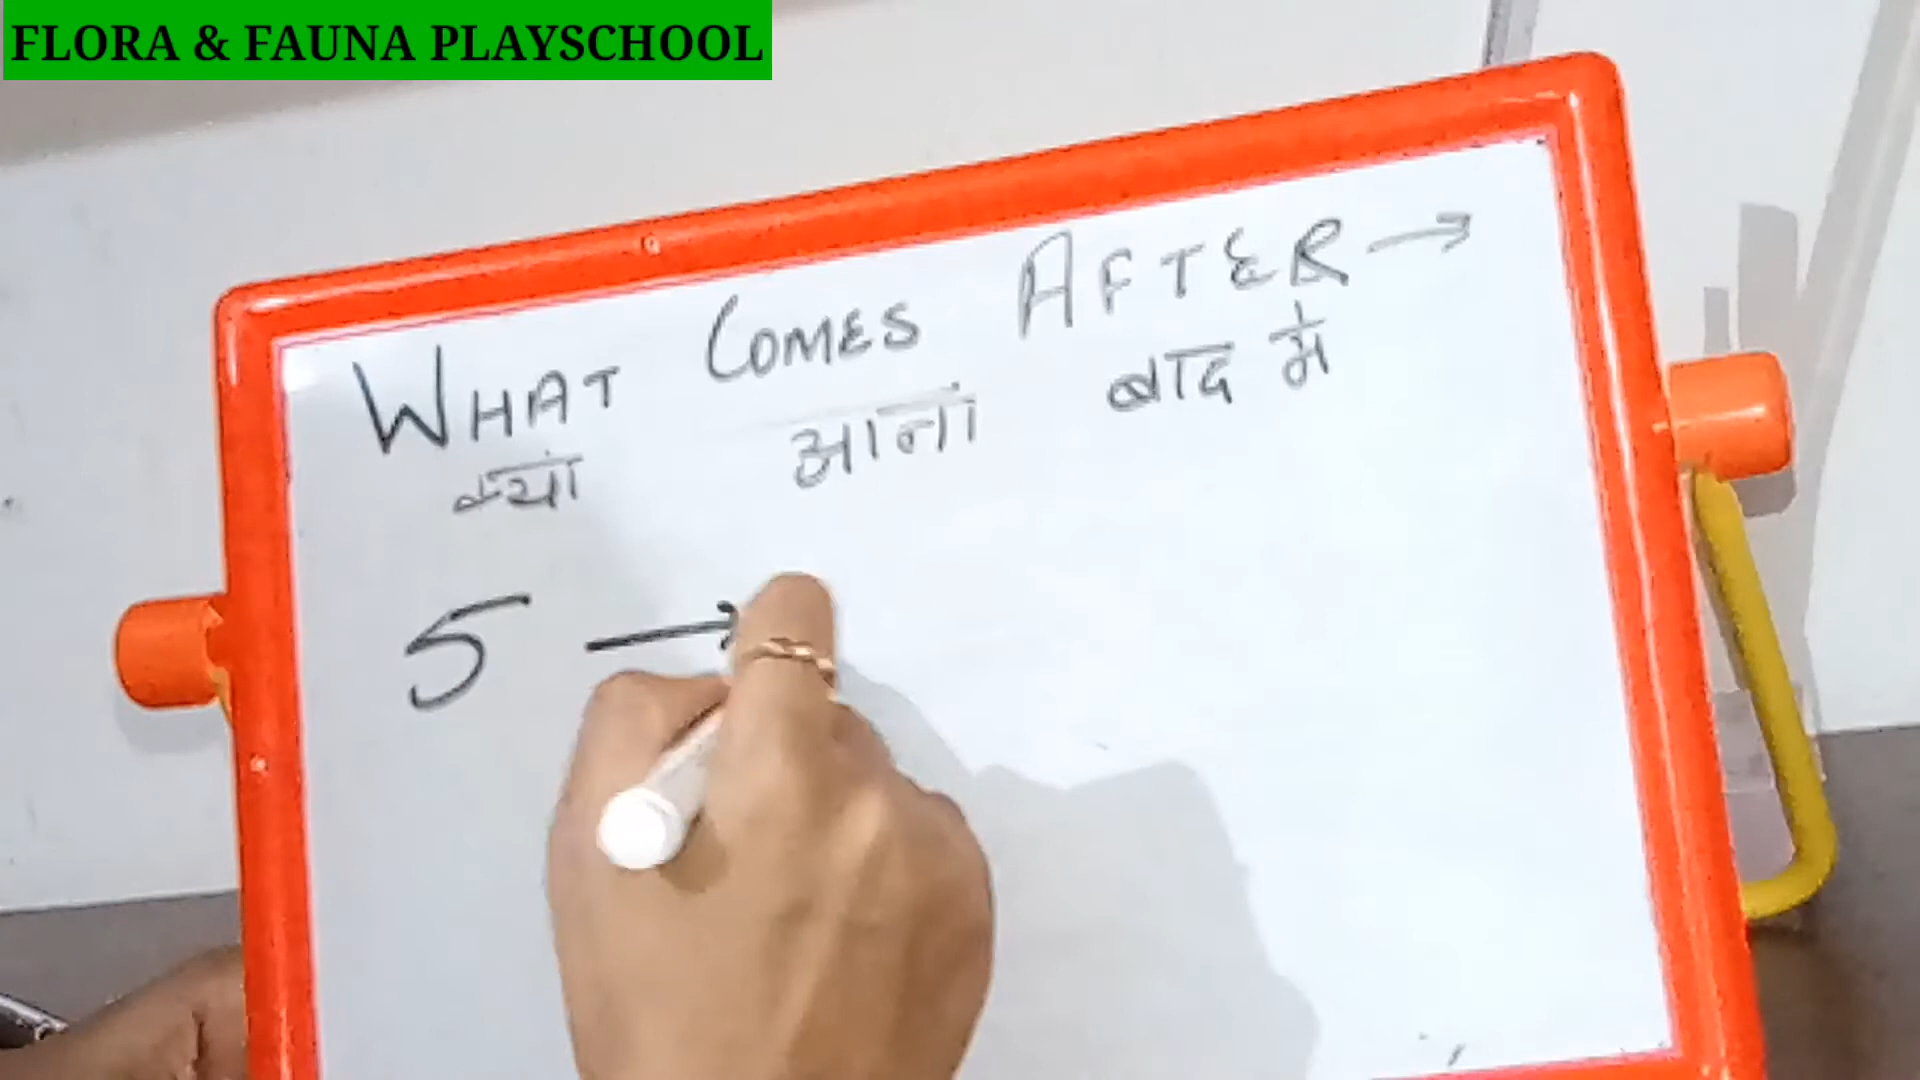 FLORA & FAUNA PLAYSCHOOL
WHAT COMES AFTER →
क्या आना बाद में
5 →